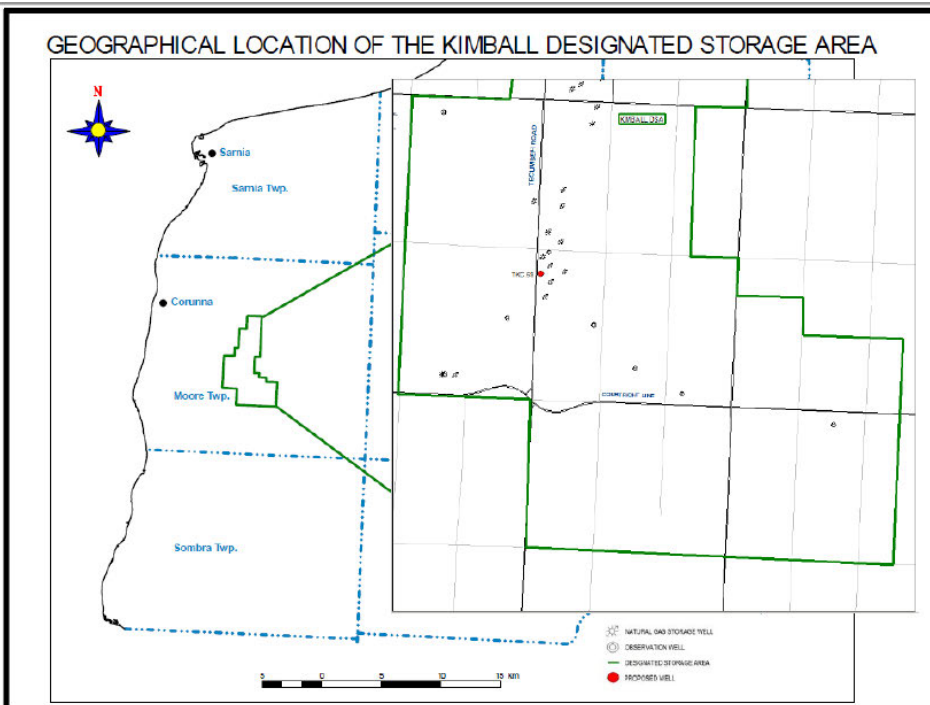 GEOGRAPHICAL LOCATION OF THE KIMBALL DESIGNATED STORAGE AREA
N
KIMBALL DSA
TECUMSEH ROAD
Sarnia
Sarnia Twp.
Corunna
Moore Twp.
COURTRIGHT LINE
Sombra Twp.
NATURAL GAS STORAGE WELL
OBSERVATION WELL
DESIGNATED STORAGE AREA
PROPOSED WELL
5 0 5 10 15 Km